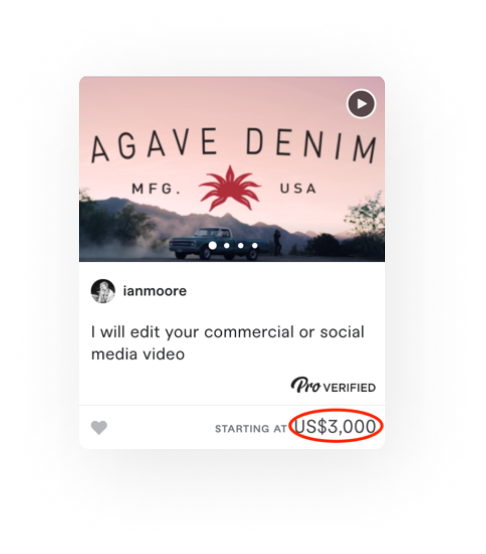 AGAVE DENIM
MFG. USA
ianmoore
I will edit your commercial or social
media video
Pro VERIFIED
STARTING AT US$3,000